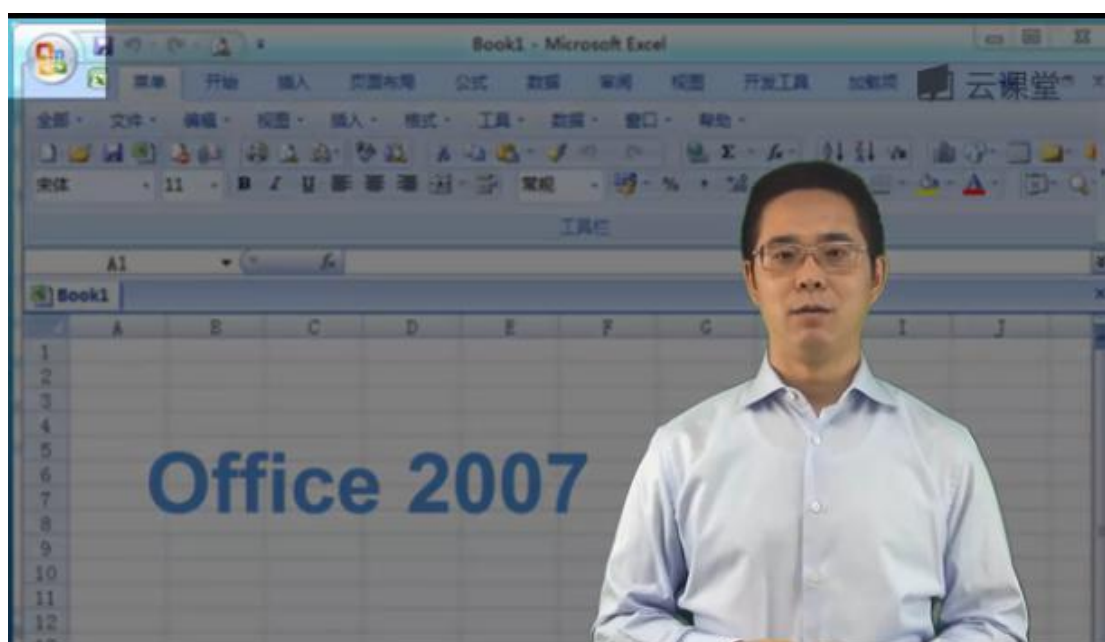 Book1 - Microsoft Excel
菜单 开始 插入 页面布局 公式 数据 审阅 视图 开发工具 加载项
云课堂
全部 文件 编辑 视图 插入 格式 工具 数据 窗口 帮助
宋体 11 B I U 常规 %
工具栏
A1 fx
Book1
A B C D E F G I J
1
2
3
4
5
6
7
8
9
10
11
12
Office 2007